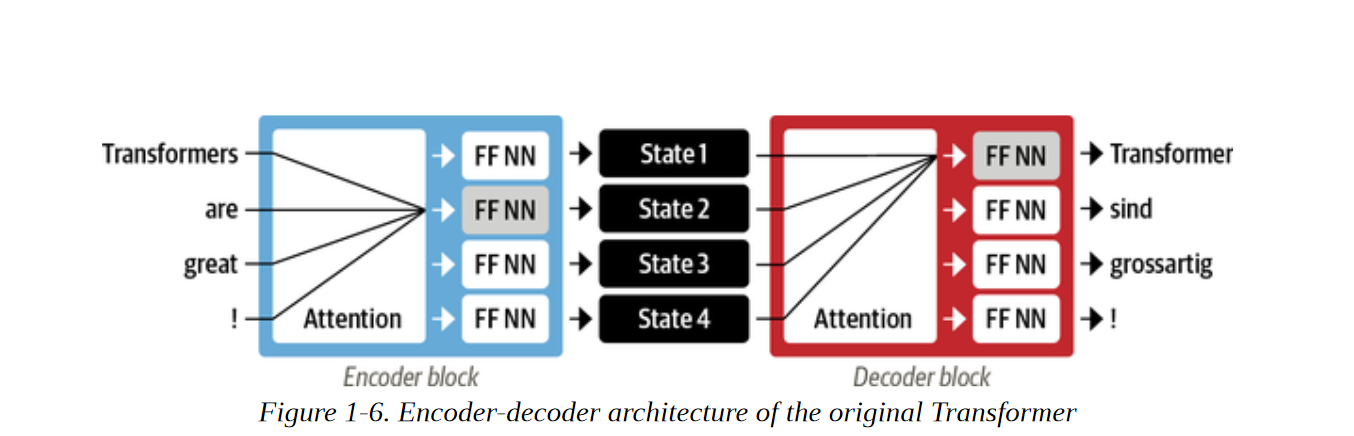 Transformers FF NN State 1 FF NN Transformer
are FF NN State 2 FF NN sind
great FF NN State 3 FF NN grossartig
! Attention FF NN State 4 Attention FF NN !
Encoder block Decoder block
Figure 1-6. Encoder-decoder architecture of the original Transformer